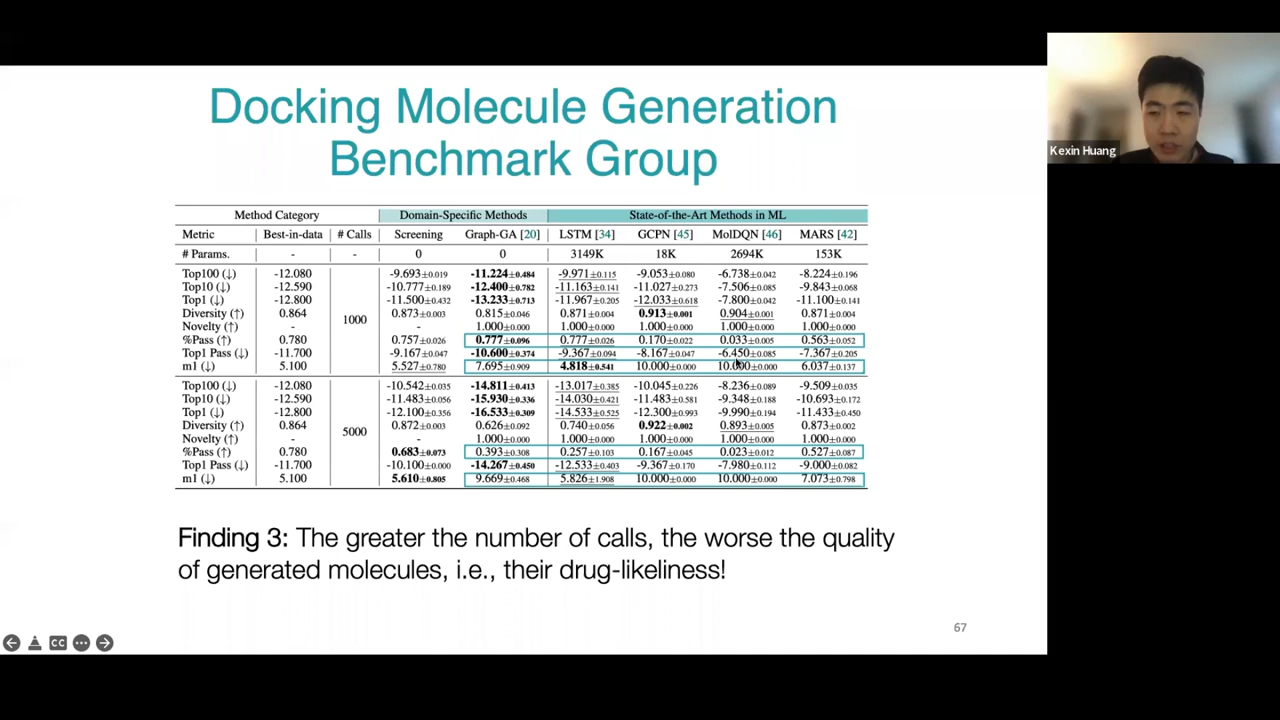 Docking Molecule Generation
Benchmark Group
Kexin Huang
Method Category Domain-Specific Methods State-of-the-Art Methods in ML
Metric Best-in-data # Calls Screening Graph-GA [20] LSTM [34] GCPN [45] MolDQN [46] MARS [42]
# Params. - - 0 0 3149K 18K 2694K 153K
Top100 (↓) -12.080 -9.693±0.019 -11.224±0.484 -9.971±0.115 -9.053±0.080 -6.738±0.042 -8.224±0.196
Top10 (↓) -12.590 -10.777±0.189 -12.400±0.782 -11.163±0.141 -11.027±0.273 -7.506±0.085 -9.843±0.068
Top1 (↓) -12.800 -11.500±0.432 -13.233±0.713 -11.967±0.205 -12.033±0.618 -7.800±0.042 -11.100±0.141
Diversity (↑) 0.864 0.873±0.003 0.815±0.046 0.871±0.004 0.913±0.001 0.904±0.001 0.871±0.004
Novelty (↑) - 1000 - 1.000±0.000 1.000±0.000 1.000±0.000 1.000±0.000 1.000±0.000
%Pass (↑) 0.780 0.757±0.026 0.777±0.096 0.777±0.026 0.170±0.022 0.033±0.005 0.563±0.052
Top1 Pass (↓) -11.700 -9.167±0.047 -10.600±0.374 -9.367±0.094 -8.167±0.047 -6.450±0.085 -7.367±0.205
m1 (↓) 5.100 5.527±0.780 7.695±0.909 4.818±0.541 10.000±0.000 10.000±0.000 6.037±0.137
Top100 (↓) -12.080 -10.542±0.035 -14.811±0.413 -13.017±0.385 -10.045±0.226 -8.236±0.089 -9.509±0.035
Top10 (↓) -12.590 -11.483±0.056 -15.930±0.336 -14.030±0.421 -11.483±0.581 -9.348±0.188 -10.693±0.172
Top1 (↓) -12.800 -12.100±0.356 -16.533±0.309 -14.533±0.525 -12.300±0.993 -9.990±0.194 -11.433±0.450
Diversity (↑) 0.864 0.872±0.003 0.626±0.092 0.740±0.056 0.922±0.002 0.893±0.005 0.873±0.002
Novelty (↑) - 5000 - 1.000±0.000 1.000±0.000 1.000±0.000 1.000±0.000 1.000±0.000
%Pass (↑) 0.780 0.683±0.073 0.393±0.308 0.257±0.103 0.167±0.045 0.023±0.012 0.527±0.087
Top1 Pass (↓) -11.700 -10.100±0.000 -14.267±0.450 -12.533±0.403 -9.367±0.170 -7.980±0.112 -9.000±0.082
m1 (↓) 5.100 5.610±0.805 9.669±0.468 5.826±1.908 10.000±0.000 10.000±0.000 7.073±0.798
Finding 3: The greater the number of calls, the worse the quality
of generated molecules, i.e., their drug-likeliness!
67
CC